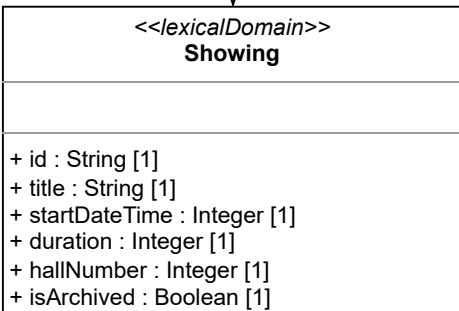 <<lexicalDomain>>
Showing
+ id : String [1]
+ title : String [1]
+ startDateTime : Integer [1]
+ duration : Integer [1]
+ hallNumber : Integer [1]
+ isArchived : Boolean [1]